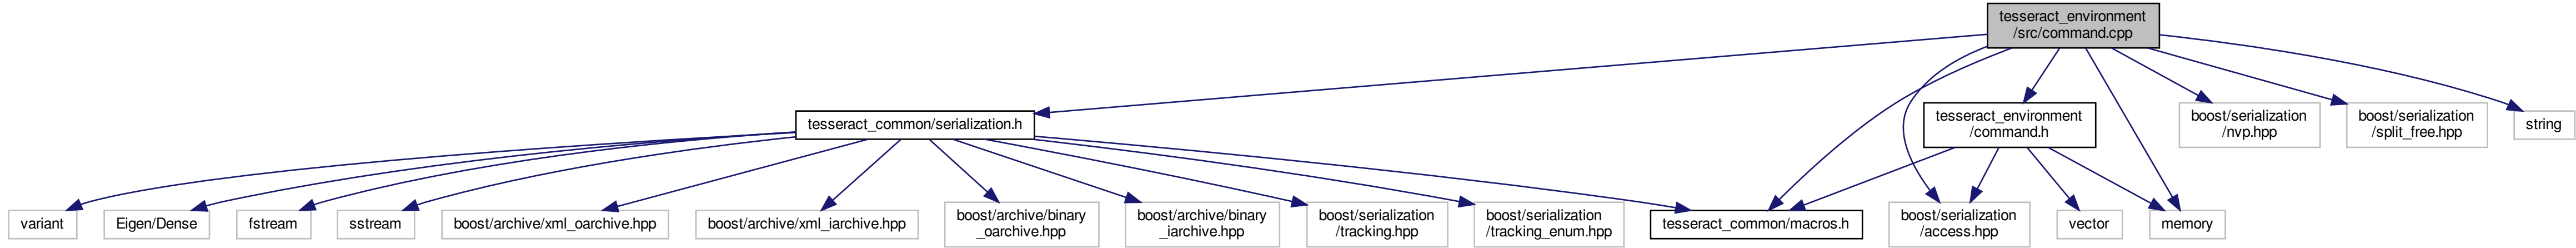 tesseract_environment
/src/command.cpp
tesseract_common/serialization.h
tesseract_environment
/command.h
boost/serialization
/nvp.hpp
boost/serialization
/split_free.hpp
string
variant
Eigen/Dense
fstream
sstream
boost/archive/xml_oarchive.hpp
boost/archive/xml_iarchive.hpp
boost/archive/binary
_oarchive.hpp
boost/archive/binary
_iarchive.hpp
boost/serialization
/tracking.hpp
boost/serialization
/tracking_enum.hpp
tesseract_common/macros.h
boost/serialization
/access.hpp
vector
memory